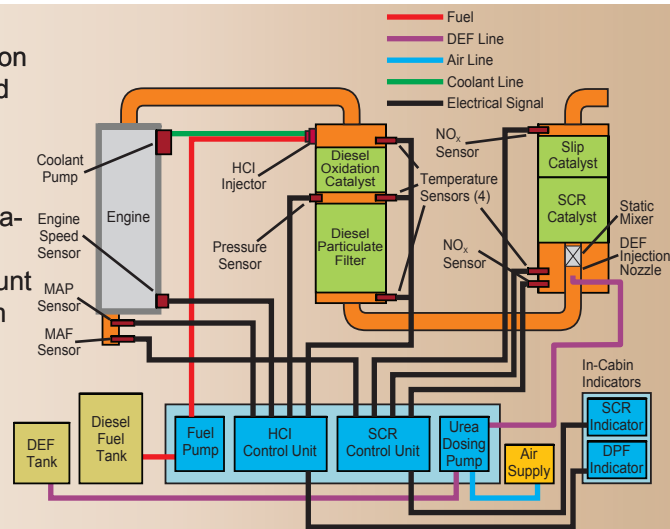 on
d
a-
unt
n
Fuel
DEF Line
Air Line
Coolant Line
Electrical Signal
Coolant
Pump
Engine
Speed
Sensor
MAP
Sensor
MAF
Sensor
Engine
HCI
Injector
Pressure
Sensor
Diesel
Oxidation
Catalyst
Diesel
Particulate
Filter
Temperature
Sensors (4)
NOx
Sensor
NOx
Sensor
Slip
Catalyst
SCR
Catalyst
Static
Mixer
DEF
Injection
Nozzle
In-Cabin
Indicators
SCR
Indicator
DPF
Indicator
DEF
Tank
Diesel
Fuel
Tank
Fuel
Pump
HCI
Control Unit
SCR
Control Unit
Urea
Dosing
Pump
Air
Supply